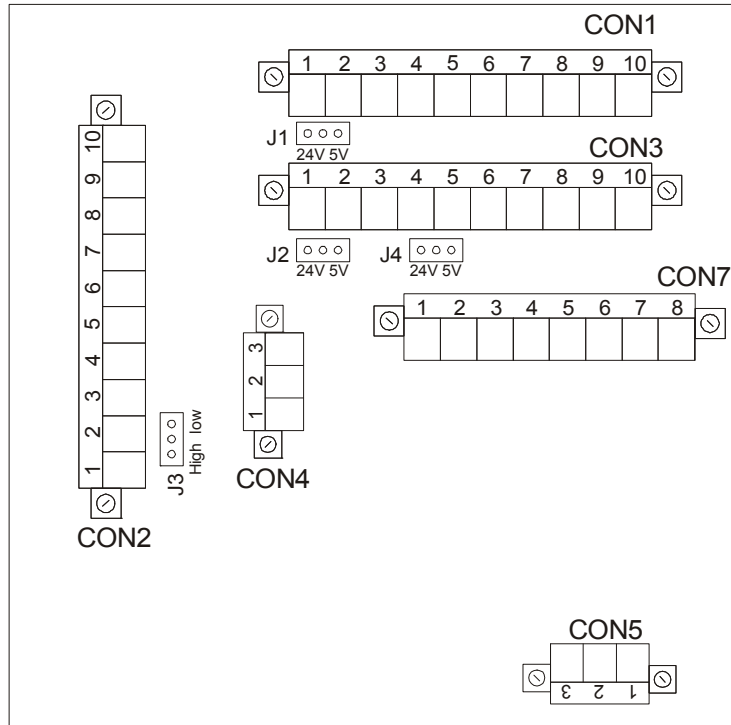 CON1
1 2 3 4 5 6 7 8 9 10
J1
24V 5V
CON3
1 2 3 4 5 6 7 8 9 10
J2
24V 5V
J4
24V 5V
CON7
1 2 3 4 5 6 7 8
10
9
8
7
6
5
4
3
2
1
CON2
J3
High low
3
2
1
CON4
CON5
3 2 1